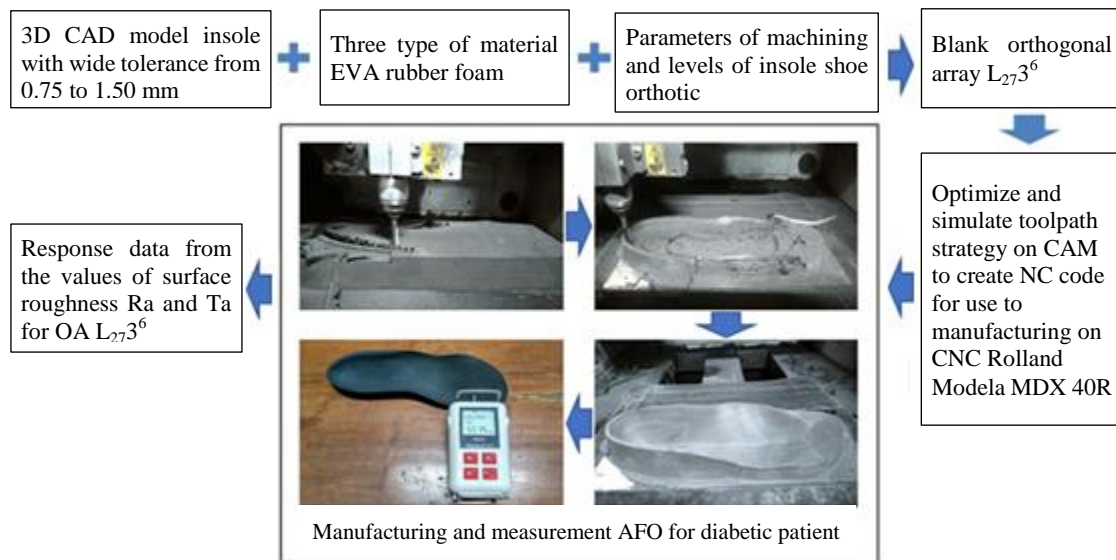 3D CAD model insole
with wide tolerance from
0.75 to 1.50 mm
Three type of material
EVA rubber foam
Parameters of machining
and levels of insole shoe
orthotic
Blank orthogonal
array L₂₇3⁶
Optimize and
simulate toolpath
strategy on CAM
to create NC code
for use to
manufacturing on
CNC Rolland
Modela MDX 40R
Response data from
the values of surface
roughness Ra and Ta
for OA L₂₇3⁶
Manufacturing and measurement AFO for diabetic patient